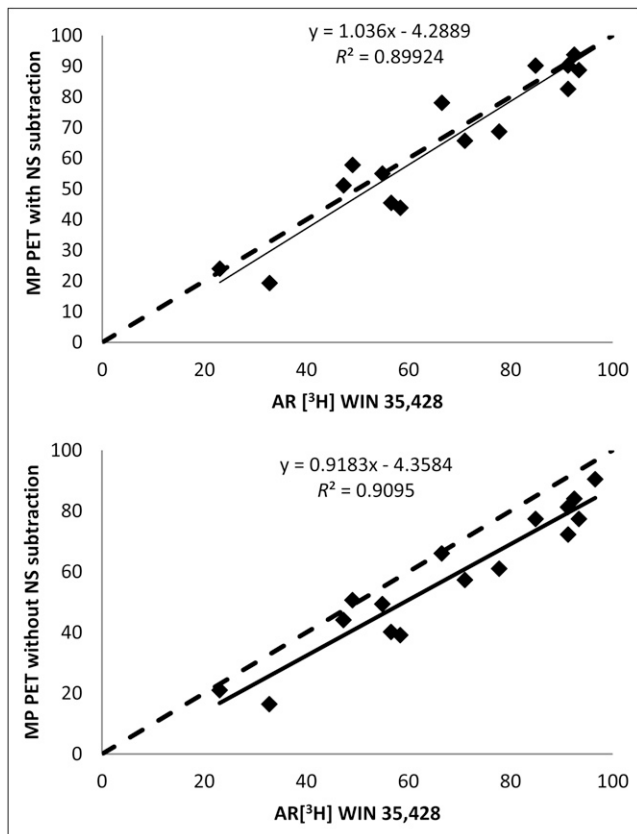 y = 1.036x - 4.2889
R² = 0.89924
MP PET with NS subtraction
100
90
80
70
60
50
40
30
20
10
0
0 20 40 60 80 100
AR [³H] WIN 35,428
y = 0.9183x - 4.3584
R² = 0.9095
MP PET without NS subtraction
100
80
60
40
20
0
0 20 40 60 80 100
AR[³H] WIN 35,428